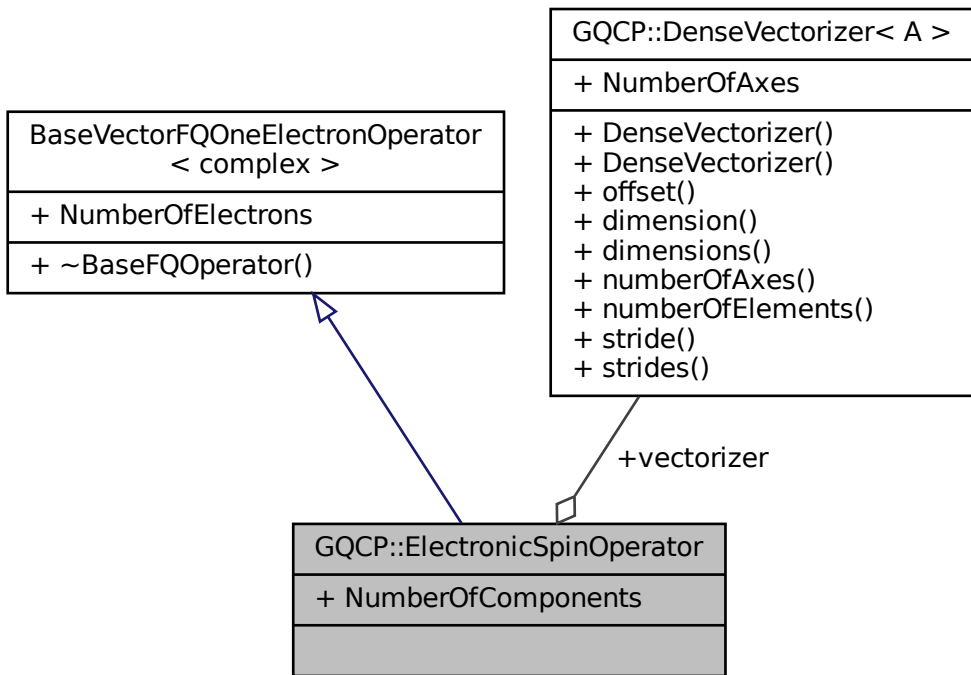 GQCP::DenseVectorizer< A >
+ NumberOfAxes
+ DenseVectorizer()
+ DenseVectorizer()
+ offset()
+ dimension()
+ dimensions()
+ numberOfAxes()
+ numberOfElements()
+ stride()
+ strides()
BaseVectorFQOneElectronOperator
< complex >
+ NumberOfElectrons
+ ~BaseFQOperator()
+vectorizer
GQCP::ElectronicSpinOperator
+ NumberOfComponents